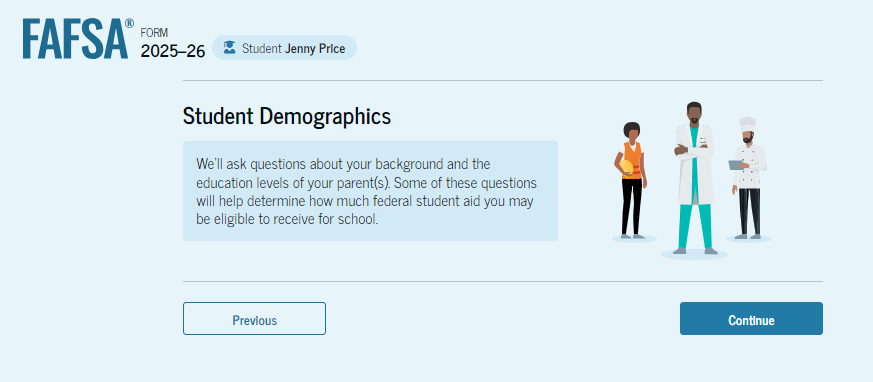 FAFSA®
FORM
2025–26
Student Jenny Price
Student Demographics
We'll ask questions about your background and the
education levels of your parent(s). Some of these questions
will help determine how much federal student aid you may
be eligible to receive for school.
Previous
Continue